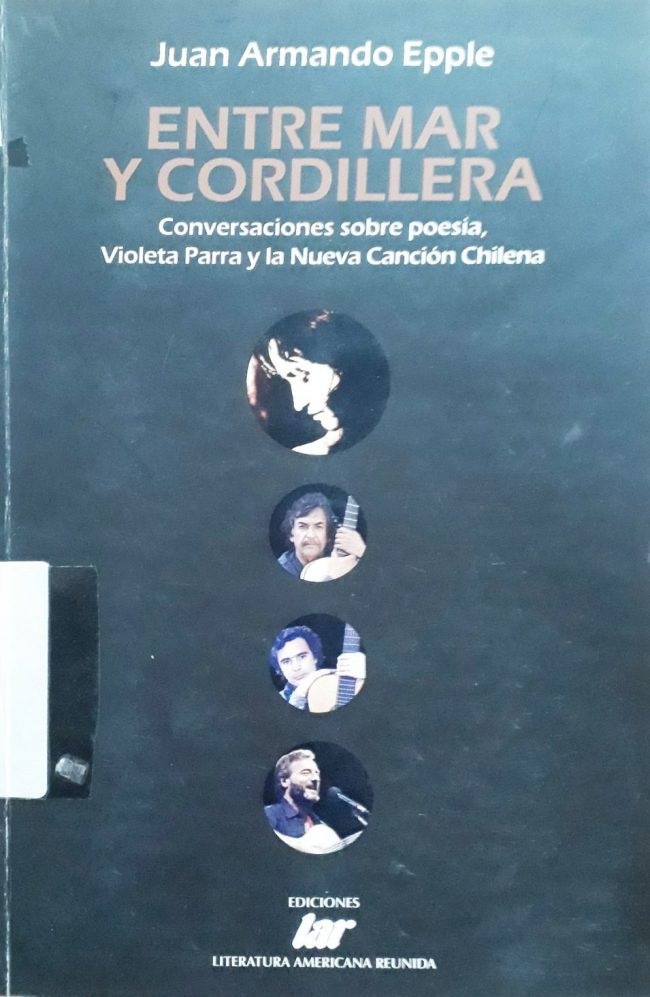 Juan Armando Epple
ENTRE MAR
Y CORDILLERA
Conversaciones sobre poesía,
Violeta Parra y la Nueva Canción Chilena
EDICIONES
lar
LITERATURA AMERICANA REUNIDA